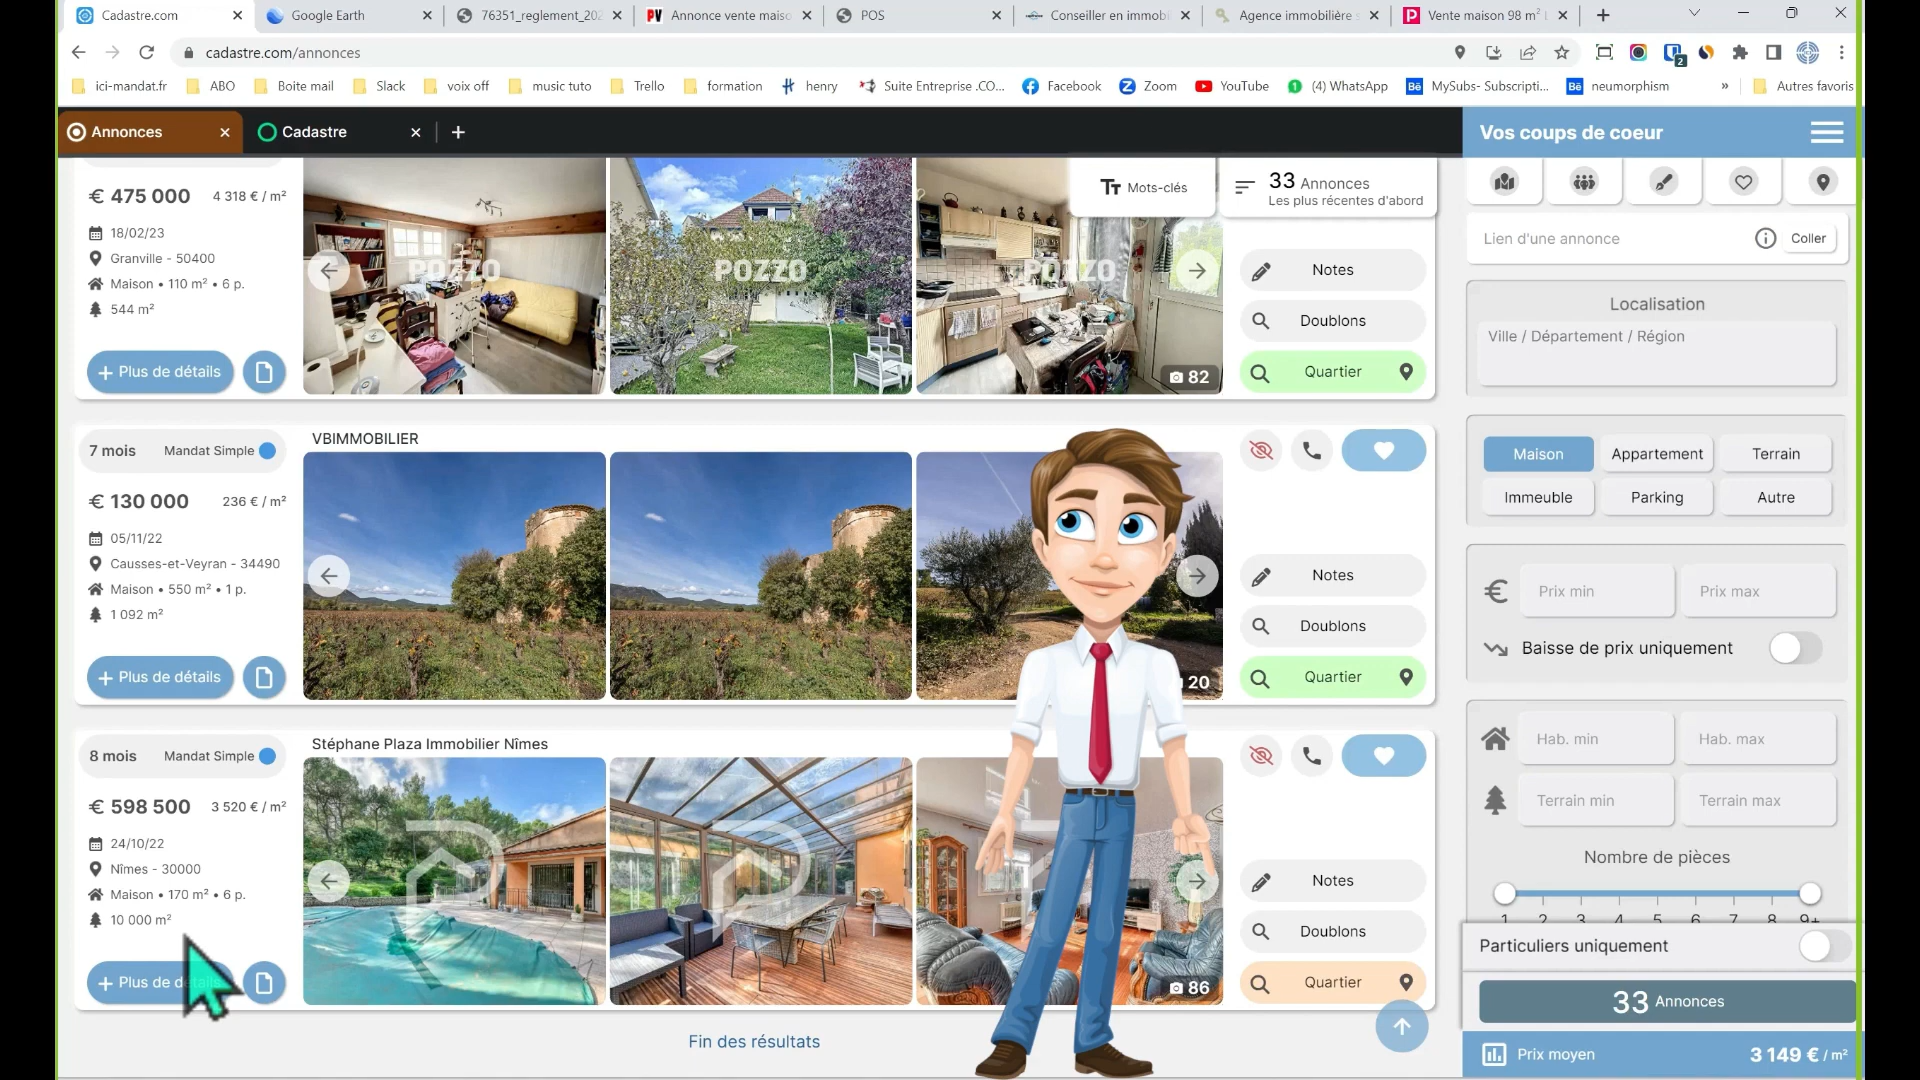 Cadastre.com
Google Earth
76351_reglement_202
Annonce vente maiso
POS
Conseiller en immobi
Agence immobilière s
Vente maison 98 m²
cadastre.com/annonces
ici-mandat.fr
ABO
Boite mail
Slack
voix off
music tuto
Trello
formation
henry
Suite Entreprise .CO...
Facebook
Zoom
YouTube
(4) WhatsApp
MySubs- Subscripti...
neumorphism
»
Autres favoris
Annonces
Cadastre
Vos coups de coeur
€ 475 000
4 318 € / m²
18/02/23
Granville - 50400
Maison • 110 m² • 6 p.
544 m²
+ Plus de détails
POZZO
POZZO
POZZO
82
Mots-clés
33 Annonces
Les plus récentes d'abord
Notes
Doublons
Quartier
7 mois
Mandat Simple
VBIMMOBILIER
€ 130 000
236 € / m²
05/11/22
Causses-et-Veyran - 34490
Maison • 550 m² • 1 p.
1 092 m²
+ Plus de détails
20
Notes
Doublons
Quartier
8 mois
Mandat Simple
Stéphane Plaza Immobilier Nîmes
€ 598 500
3 520 € / m²
24/10/22
Nîmes - 30000
Maison • 170 m² • 6 p.
10 000 m²
+ Plus de détails
86
Notes
Doublons
Quartier
Fin des résultats
Lien d'une annonce
Coller
Localisation
Ville / Département / Région
Maison
Appartement
Terrain
Immeuble
Parking
Autre
Prix min
Prix max
Baisse de prix uniquement
Hab. min
Hab. max
Terrain min
Terrain max
Nombre de pièces
1 2 3 4 5 6 7 8 9+
Particuliers uniquement
33 Annonces
Prix moyen
3 149 € / m²